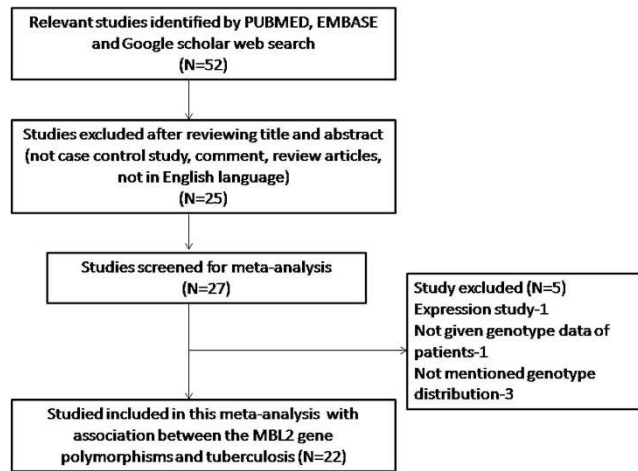 Relevant studies identified by PUBMED, EMBASE
and Google scholar web search
(N=52)
Studies excluded after reviewing title and abstract
(not case control study, comment, review articles,
not in English language)
(N=25)
Studies screened for meta-analysis
(N=27)
Study excluded (N=5)
Expression study-1
Not given genotype data of
patients-1
Not mentioned genotype
distribution-3
Studied included in this meta-analysis with
association between the MBL2 gene
polymorphisms and tuberculosis (N=22)